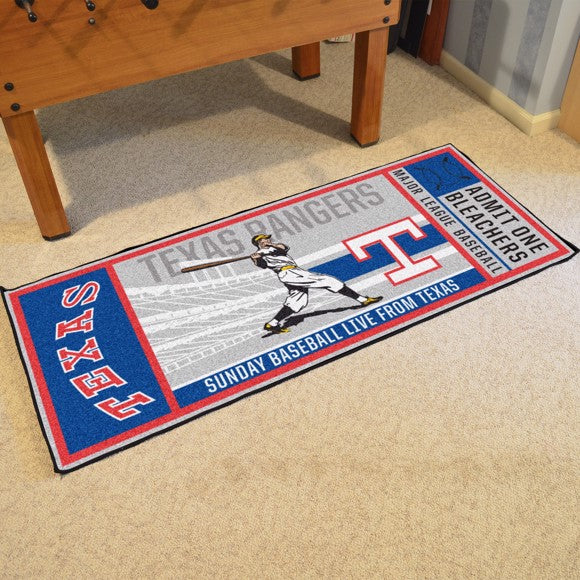 TEXAS
TEXAS RANGERS
T
SUNDAY BASEBALL LIVE FROM TEXAS
MAJOR LEAGUE BASEBALL
ADMIT ONE
BLEACHERS